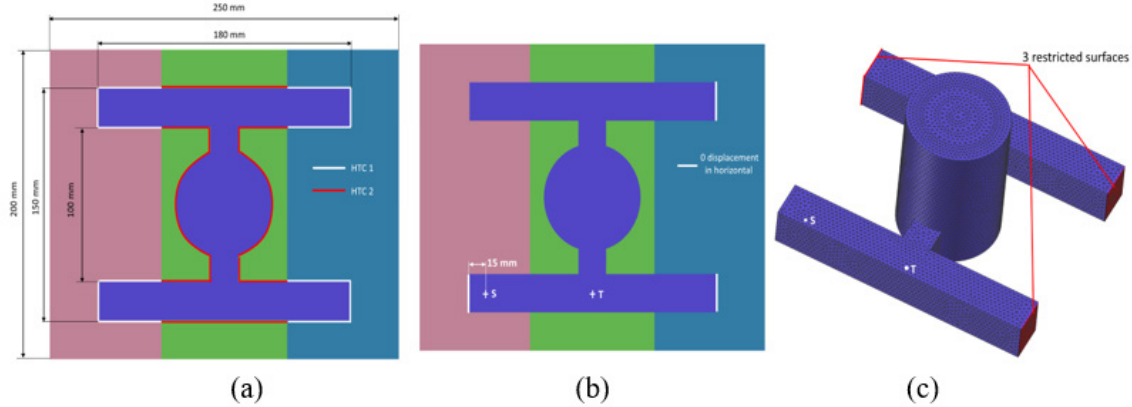 250 mm
180 mm
200 mm
150 mm
100 mm
HTC 1
HTC 2
(a)
0 displacement
in horizontal
15 mm
S
T
(b)
3 restricted surfaces
S
T
(c)